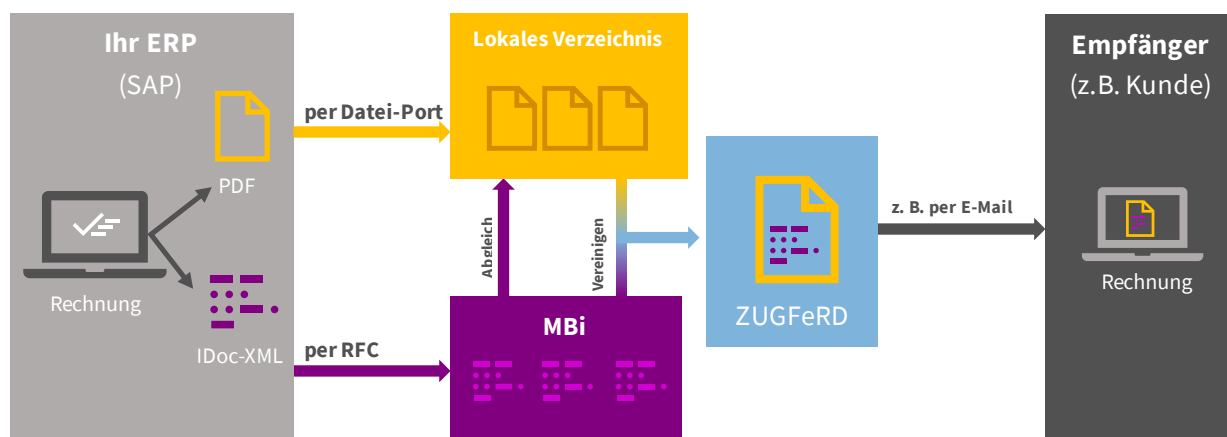 Ihr ERP
(SAP)
PDF
Rechnung
IDoc-XML
per Datei-Port
per RFC
Lokales Verzeichnis
Abgleich
Vereinigen
MBi
ZUGFeRD
z. B. per E-Mail
Empfänger
(z.B. Kunde)
Rechnung